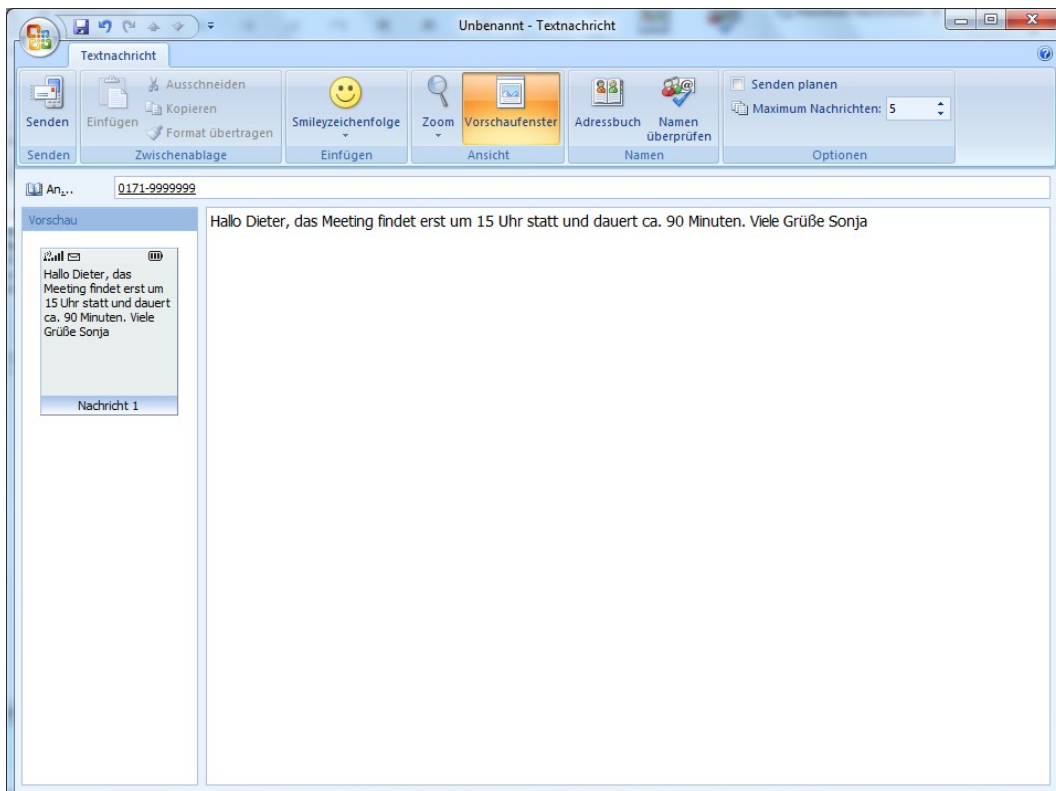 Unbenannt - Textnachricht
Textnachricht
Senden
Einfügen
Ausschneiden
Kopieren
Format übertragen
Smileyzeichenfolge
Zoom
Vorschaufenster
Adressbuch
Namen
überprüfen
Senden planen
Maximum Nachrichten: 5
Senden
Zwischenablage
Einfügen
Ansicht
Namen
Optionen
An...
0171-9999999
Vorschau
Hallo Dieter, das
Meeting findet erst um
15 Uhr statt und dauert
ca. 90 Minuten. Viele
Grüße Sonja
Nachricht 1
Hallo Dieter, das Meeting findet erst um 15 Uhr statt und dauert ca. 90 Minuten. Viele Grüße Sonja